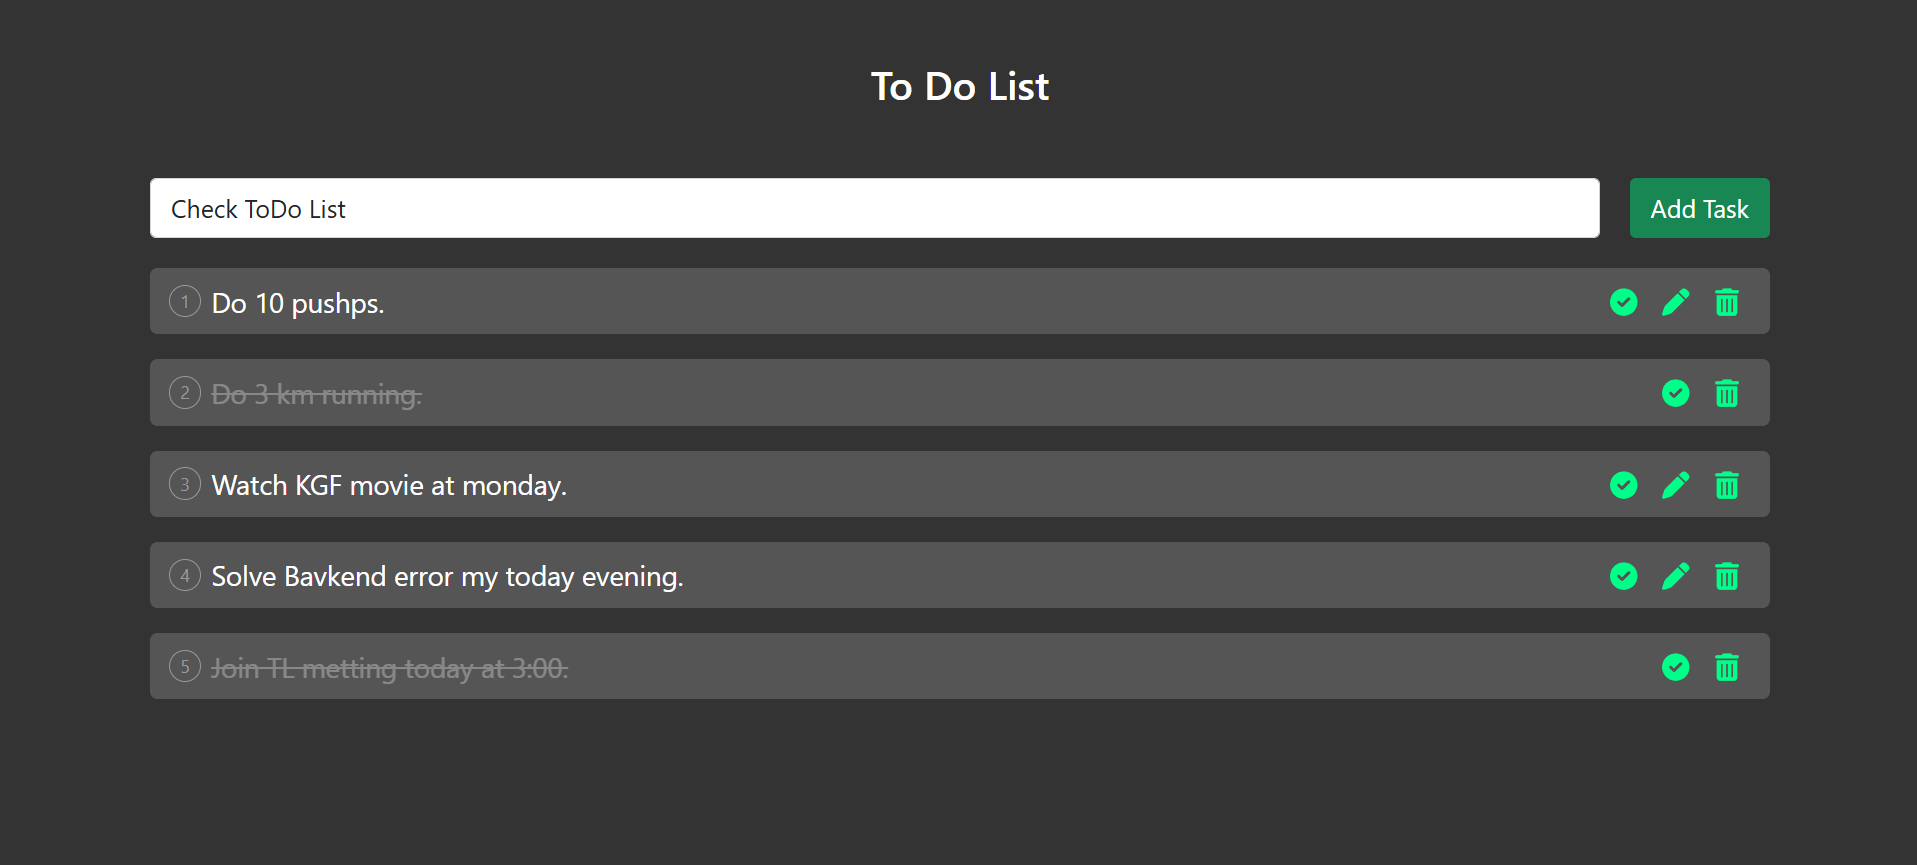 To Do List
Check ToDo List
Add Task
1 Do 10 pushps.
2 Do 3 km running.
3 Watch KGF movie at monday.
4 Solve Bavkend error my today evening.
5 Join TL metting today at 3:00.